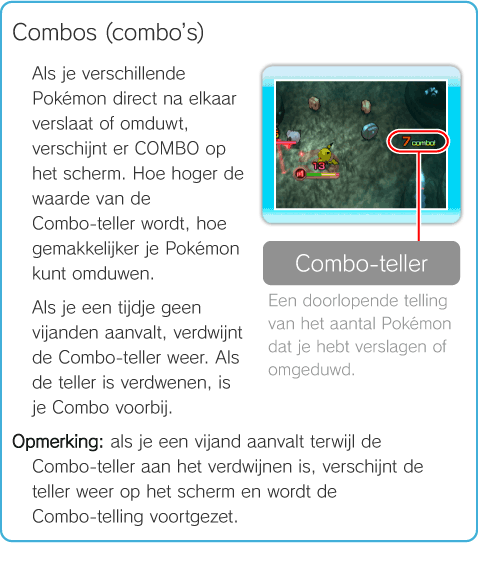 Combos (combo's)
Als je verschillende
Pokémon direct na elkaar
verslaat of omduwt,
verschijnt er COMBO op
het scherm. Hoe hoger de
waarde van de
Combo-teller wordt, hoe
gemakkelijker je Pokémon
kunt omduwen.
Als je een tijdje geen
vijanden aanvalt, verdwijnt
de Combo-teller weer. Als
de teller is verdwenen, is
je Combo voorbij.
7 combo!
13
Combo-teller
Een doorlopende telling
van het aantal Pokémon
dat je hebt verslagen of
omgeduwd.
Opmerking: als je een vijand aanvalt terwijl de
Combo-teller aan het verdwijnen is, verschijnt de
teller weer op het scherm en wordt de
Combo-telling voortgezet.